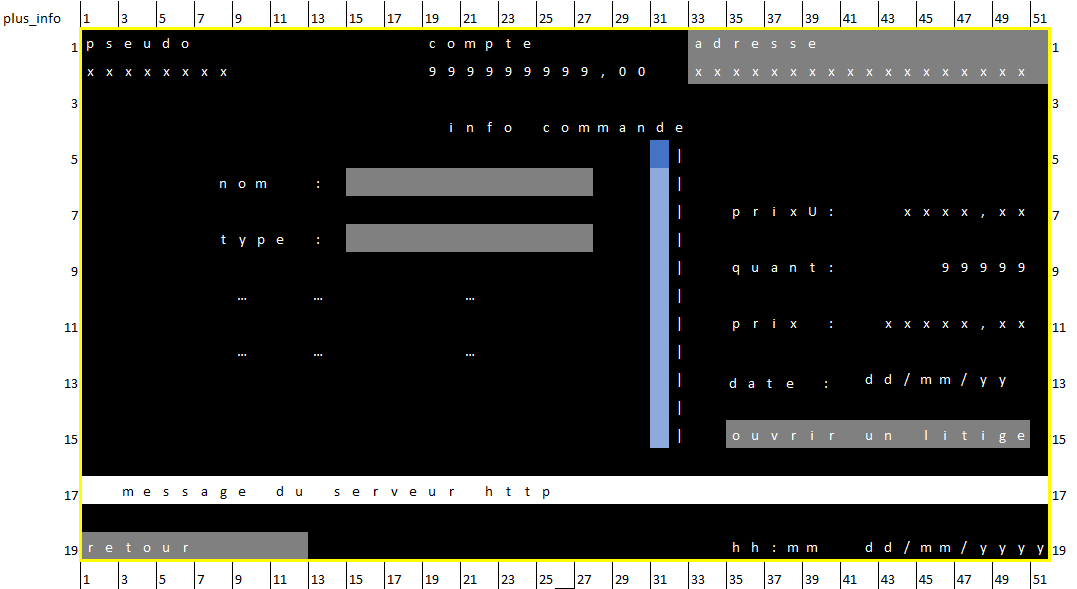 plus_info 1 3 5 7 9 11 13 15 17 19 21 23 25 27 29 31 33 35 37 39 41 43 45 47 49 51
1 pseudo compte adresse 1
xxxxxxxx 999999999,00 xxxxxxxxxxxxxxxxxx
3 3
info commande
5 | 5
nom : |
7 | prixU: xxxx,xx 7
type : |
9 | quant: 99999 9
… … … |
11 | prix : xxxxx,xx 11
… … … |
13 | date : dd/mm/yy 13
|
15 | ouvrir un litige 15
17 message du serveur http 17
19 retour hh:mm dd/mm/yyyy 19
1 3 5 7 9 11 13 15 17 19 21 23 25 27 29 31 33 35 37 39 41 43 45 47 49 51